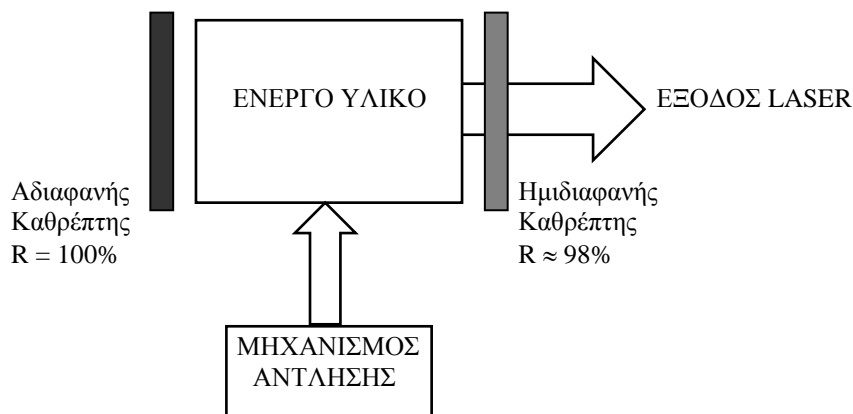 ΕΝΕΡΓΟ ΥΛΙΚΟ
ΕΞΟΔΟΣ LASER
Αδιαφανής
Καθρέπτης
R = 100%
Ημιδιαφανής
Καθρέπτης
R ≈ 98%
ΜΗΧΑΝΙΣΜΟΣ
ΑΝΤΛΗΣΗΣ